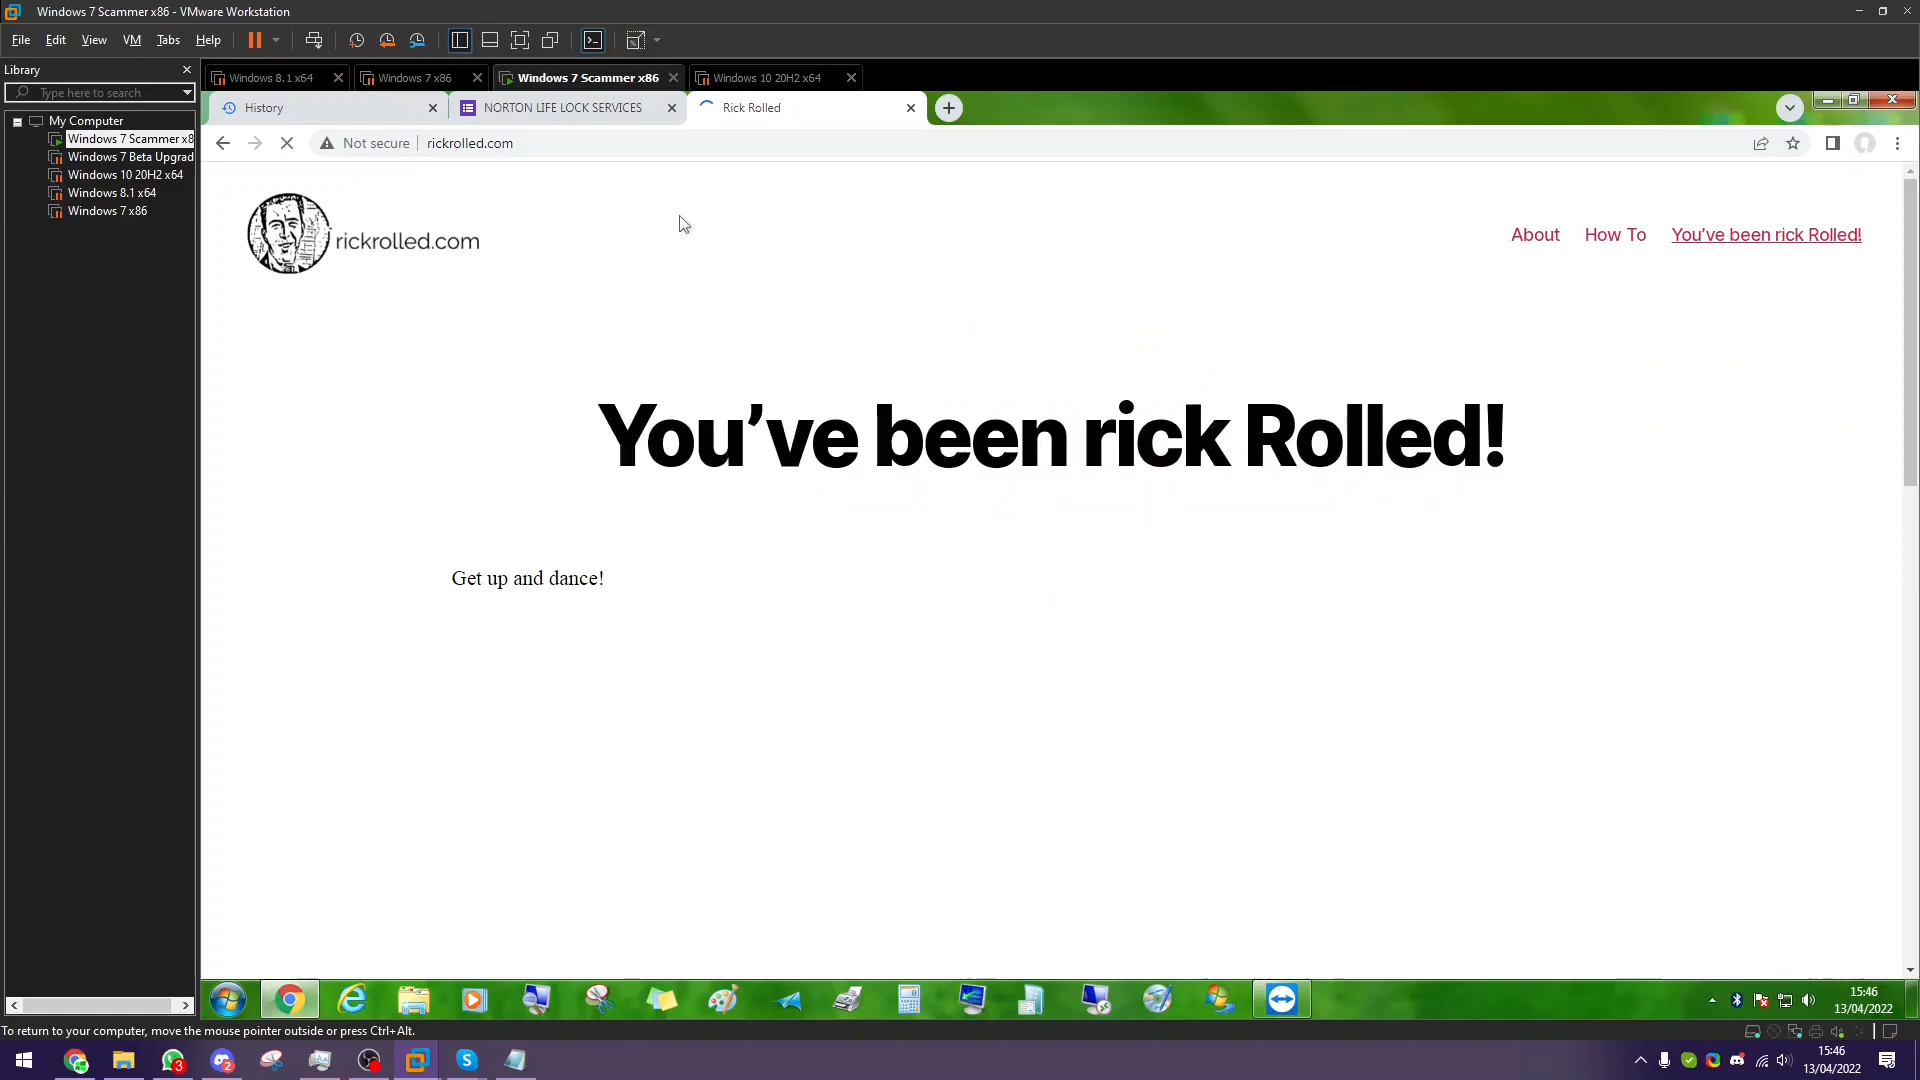 Windows 7 Scammer x86 - VMware Workstation
File Edit View VM Tabs Help
Library
Type here to search
My Computer
Windows 7 Scammer x8
Windows 7 Beta Upgrad
Windows 10 20H2 x64
Windows 8.1 x64
Windows 7 x86
Windows 8.1 x64 Windows 7 x86 Windows 7 Scammer x86 Windows 10 20H2 x64
History NORTON LIFE LOCK SERVICES Rick Rolled
Not secure rickrolled.com
rickrolled.com
About How To You've been rick Rolled!
You've been rick Rolled!
Get up and dance!
15:46
13/04/2022
To return to your computer, move the mouse pointer outside or press Ctrl+Alt.
3
2
15:46
13/04/2022